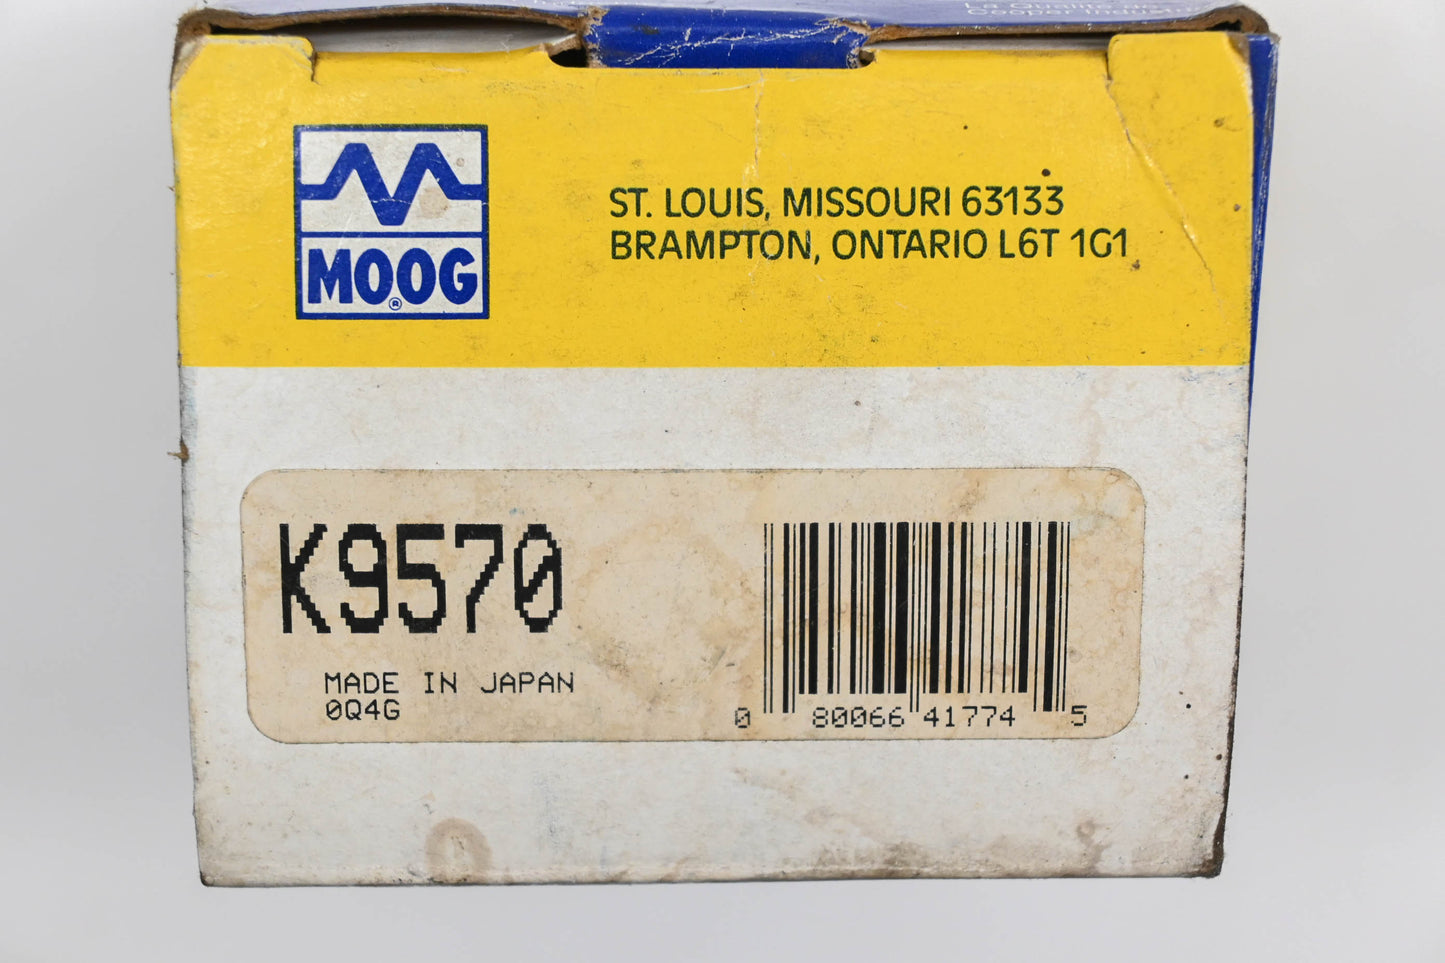 MOOG®
ST. LOUIS, MISSOURI 63133
BRAMPTON, ONTARIO L6T 1G1
K9570
MADE IN JAPAN
0Q4G
0 80066 41774 5